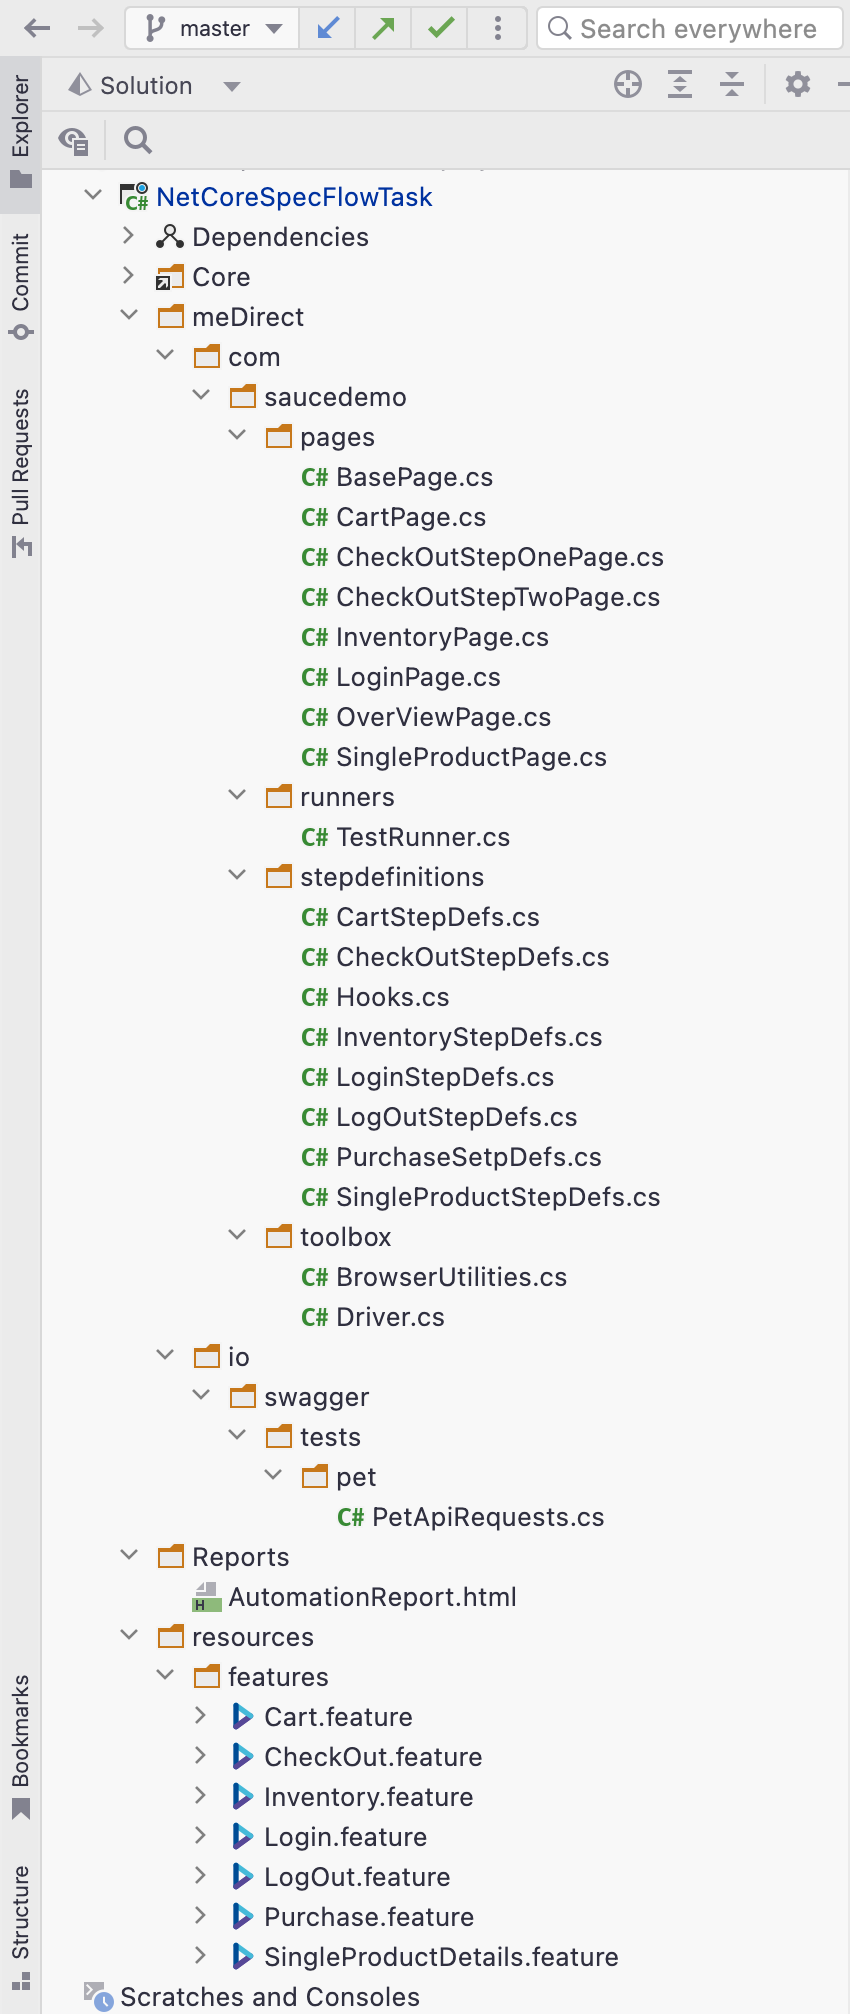 master
Search everywhere
Solution
Explorer
Commit
Pull Requests
Bookmarks
Structure
NetCoreSpecFlowTask
Dependencies
Core
meDirect
com
saucedemo
pages
C# BasePage.cs
C# CartPage.cs
C# CheckOutStepOnePage.cs
C# CheckOutStepTwoPage.cs
C# InventoryPage.cs
C# LoginPage.cs
C# OverViewPage.cs
C# SingleProductPage.cs
runners
C# TestRunner.cs
stepdefinitions
C# CartStepDefs.cs
C# CheckOutStepDefs.cs
C# Hooks.cs
C# InventoryStepDefs.cs
C# LoginStepDefs.cs
C# LogOutStepDefs.cs
C# PurchaseSetpDefs.cs
C# SingleProductStepDefs.cs
toolbox
C# BrowserUtilities.cs
C# Driver.cs
io
swagger
tests
pet
C# PetApiRequests.cs
Reports
H AutomationReport.html
resources
features
Cart.feature
CheckOut.feature
Inventory.feature
Login.feature
LogOut.feature
Purchase.feature
SingleProductDetails.feature
Scratches and Consoles